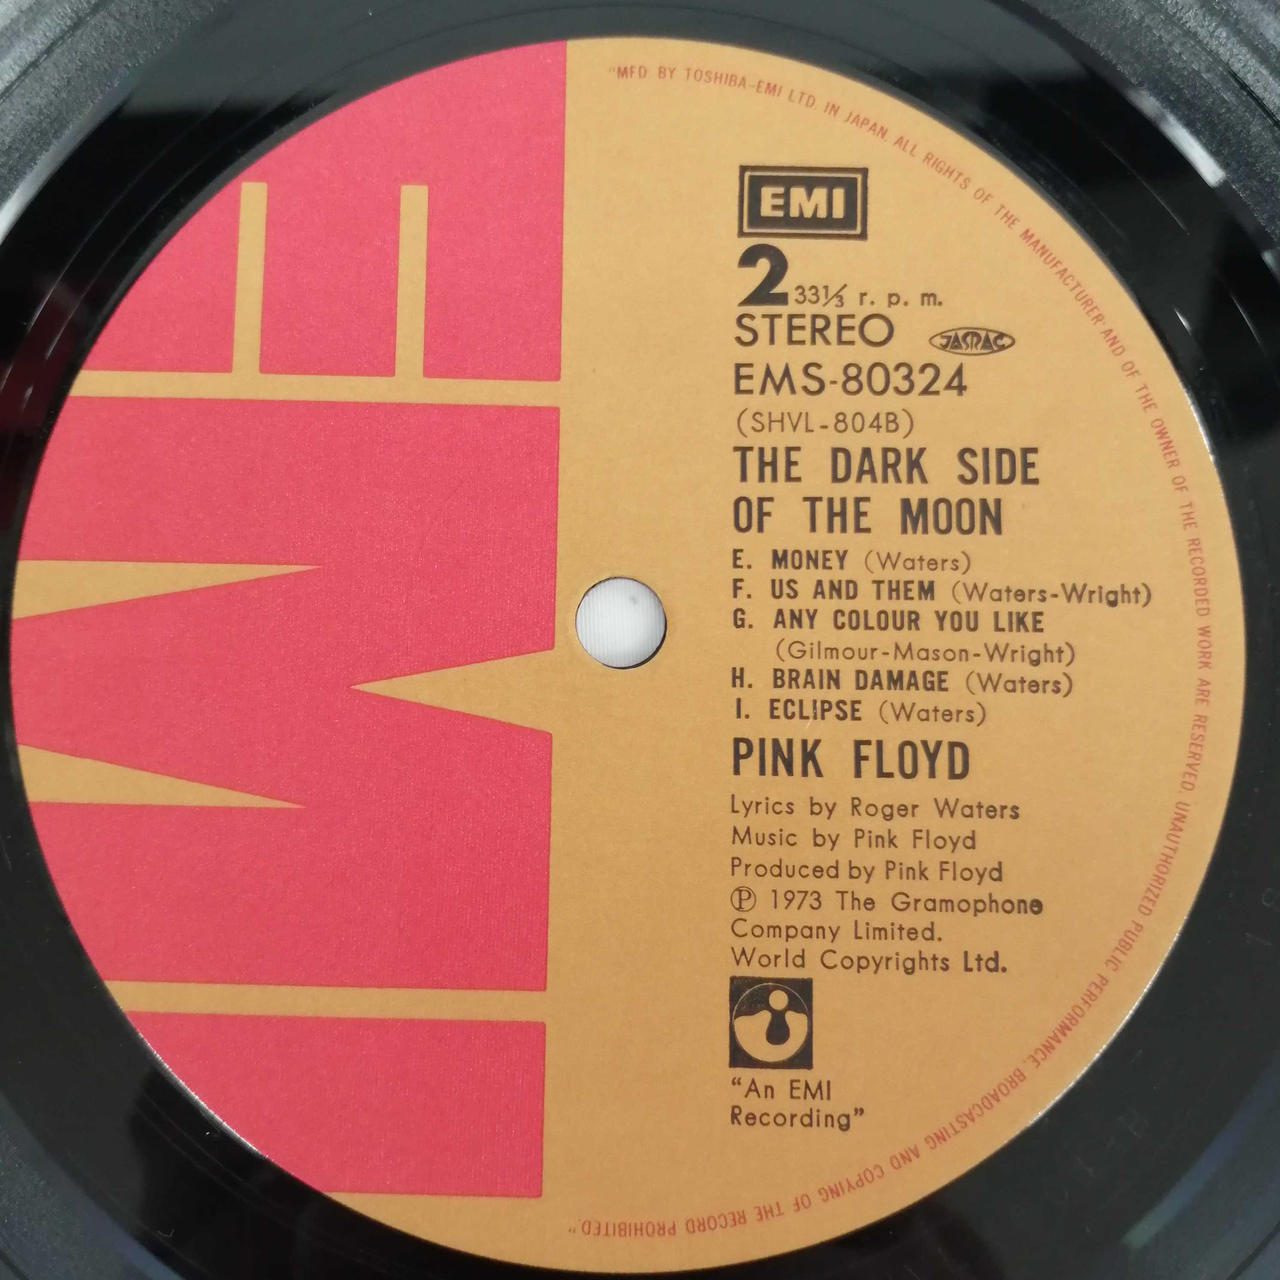 "MFD BY TOSHIBA-EMI LTD. IN JAPAN. ALL RIGHTS OF THE MANUFACTURER AND OF THE OWNER OF THE RECORDED WORK ARE RESERVED. UNAUTHORIZED PUBLIC PERFORMANCE, BROADCASTING AND COPYING OF THE RECORD PROHIBITED."
EMI
EMI
2 33⅓ r. p. m.
STEREO JASRAC
EMS-80324
(SHVL-804B)
THE DARK SIDE
OF THE MOON
E. MONEY (Waters)
F. US AND THEM (Waters-Wright)
G. ANY COLOUR YOU LIKE
(Gilmour-Mason-Wright)
H. BRAIN DAMAGE (Waters)
I. ECLIPSE (Waters)
PINK FLOYD
Lyrics by Roger Waters
Music by Pink Floyd
Produced by Pink Floyd
Ⓟ 1973 The Gramophone
Company Limited.
World Copyrights Ltd.
"An EMI
Recording"